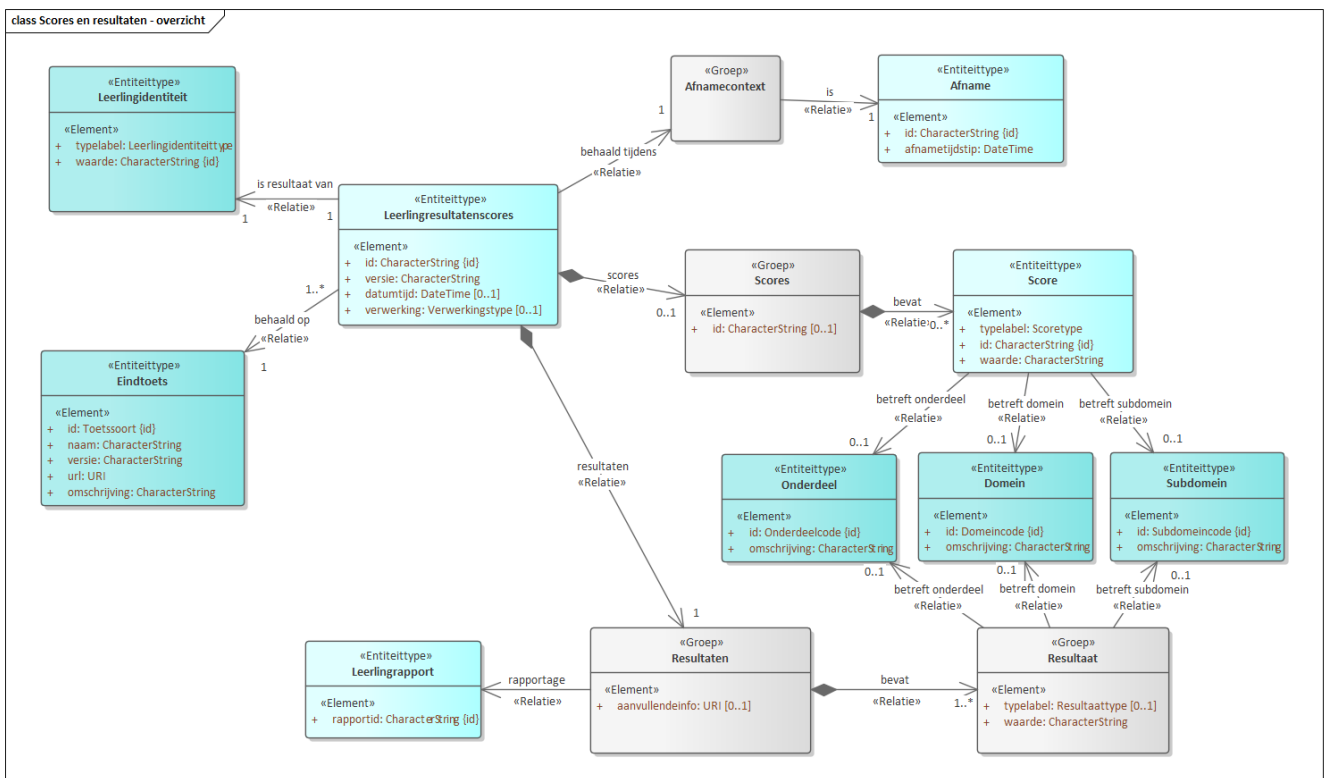 class Scores en resultaten - overzicht
«Entiteittype»
Leerlingidentiteit
«Element»
+ typelabel: Leerlingidentiteittype
+ waarde: CharacterString {id}
«Groep»
Afnamecontext
is
«Relatie»
1
«Entiteittype»
Afname
«Element»
+ id: CharacterString {id}
+ afnametijdstip: DateTime
1
behaald tijdens
«Relatie»
is resultaat van
«Relatie»
1
1
«Entiteittype»
Leerlingresultatenscores
«Element»
+ id: CharacterString {id}
+ versie: CharacterString
+ datumtijd: DateTime [0..1]
+ verwerking: Verwerkingstype [0..1]
scores
«Relatie»
0..1
«Groep»
Scores
«Element»
+ id: CharacterString [0..1]
bevat
«Relatie»
0..*
«Entiteittype»
Score
«Element»
+ typelabel: Scoretype
+ id: CharacterString {id}
+ waarde: CharacterString
1..*
behaald op
«Relatie»
1
«Entiteittype»
Eindtoets
«Element»
+ id: Toetssoort {id}
+ naam: CharacterString
+ versie: CharacterString
+ url: URI
+ omschrijving: CharacterString
betreft onderdeel
«Relatie»
0..1
betreft domein
«Relatie»
0..1
betreft subdomein
«Relatie»
0..1
resultaten
«Relatie»
1
«Entiteittype»
Onderdeel
«Element»
+ id: Onderdeelcode {id}
+ omschrijving: CharacterString
«Entiteittype»
Domein
«Element»
+ id: Domeincode {id}
+ omschrijving: CharacterString
«Entiteittype»
Subdomein
«Element»
+ id: Subdomeincode {id}
+ omschrijving: CharacterString
0..1
betreft onderdeel
«Relatie»
0..1
betreft domein
«Relatie»
0..1
betreft subdomein
«Relatie»
«Entiteittype»
Leerlingrapport
«Element»
+ rapportid: CharacterString {id}
rapportage
«Relatie»
«Groep»
Resultaten
«Element»
+ aanvullendeinfo: URI [0..1]
bevat
«Relatie»
1..*
«Groep»
Resultaat
«Element»
+ typelabel: Resultaattype [0..1]
+ waarde: CharacterString